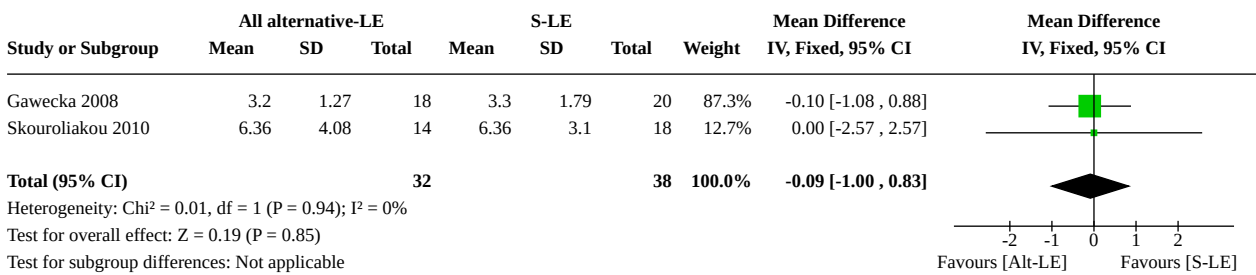 All alternative-LE S-LE Mean Difference Mean Difference
Study or Subgroup Mean SD Total Mean SD Total Weight IV, Fixed, 95% CI IV, Fixed, 95% CI
Gawecka 2008 3.2 1.27 18 3.3 1.79 20 87.3% -0.10 [-1.08 , 0.88]
Skouroliakou 2010 6.36 4.08 14 6.36 3.1 18 12.7% 0.00 [-2.57 , 2.57]
Total (95% CI) 32 38 100.0% -0.09 [-1.00 , 0.83]
Heterogeneity: Chi² = 0.01, df = 1 (P = 0.94); I² = 0%
Test for overall effect: Z = 0.19 (P = 0.85)
-2 -1 0 1 2
Test for subgroup differences: Not applicable
Favours [Alt-LE] Favours [S-LE]